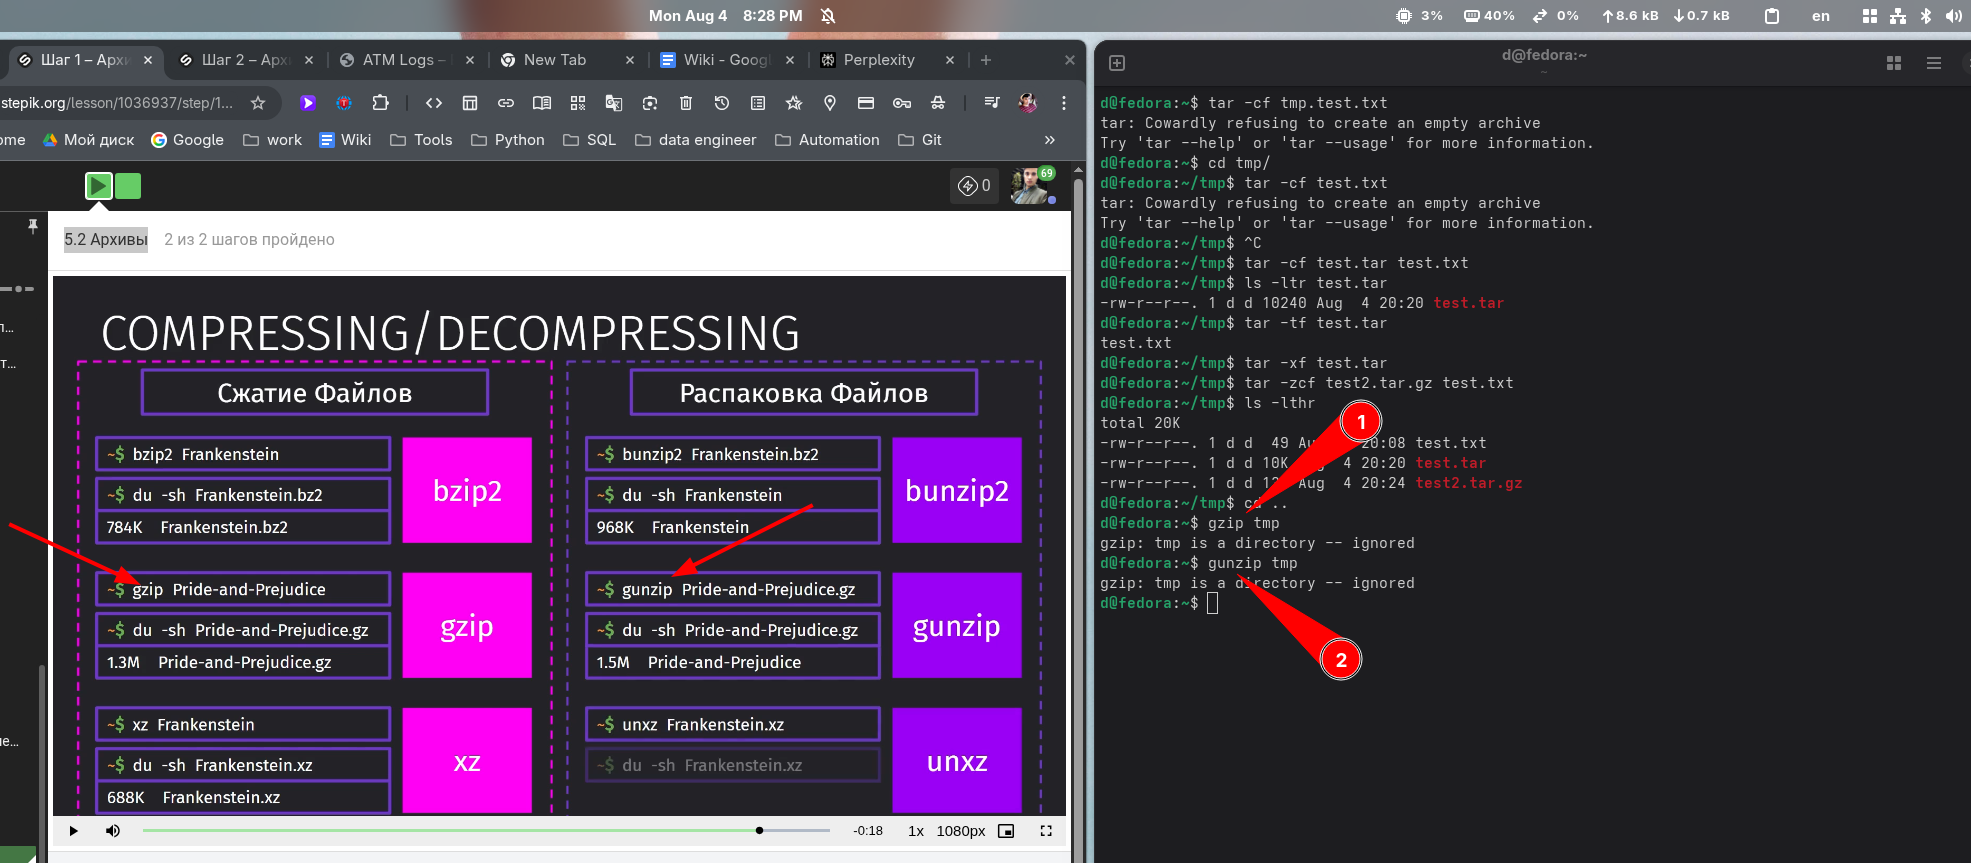 Mon Aug 4 8:28 PM
3% 40% 0% 8.6 kB 0.7 kB en
Шаг 1 – Архи
Шаг 2 – Арх
ATM Logs –
New Tab
Wiki - Goog
Perplexity
stepik.org/lesson/1036937/step/1...
ome
Мой диск
Google
work
Wiki
Tools
Python
SQL
data engineer
Automation
Git
»
0
69
5.2 Архивы 2 из 2 шагов пройдено
COMPRESSING/DECOMPRESSING
Сжатие Файлов
~$ bzip2 Frankenstein
~$ du -sh Frankenstein.bz2
784K Frankenstein.bz2
bzip2
~$ gzip Pride-and-Prejudice
~$ du -sh Pride-and-Prejudice.gz
1.3M Pride-and-Prejudice.gz
gzip
~$ xz Frankenstein
~$ du -sh Frankenstein.xz
688K Frankenstein.xz
xz
Распаковка Файлов
~$ bunzip2 Frankenstein.bz2
~$ du -sh Frankenstein
968K Frankenstein
bunzip2
~$ gunzip Pride-and-Prejudice.gz
~$ du -sh Pride-and-Prejudice.gz
1.5M Pride-and-Prejudice
gunzip
~$ unxz Frankenstein.xz
~$ du -sh Frankenstein.xz
unxz
-0:18 1x 1080px
d@fedora:~
~
d@fedora:~$ tar -cf tmp.test.txt
tar: Cowardly refusing to create an empty archive
Try 'tar --help' or 'tar --usage' for more information.
d@fedora:~$ cd tmp/
d@fedora:~/tmp$ tar -cf test.txt
tar: Cowardly refusing to create an empty archive
Try 'tar --help' or 'tar --usage' for more information.
d@fedora:~/tmp$ ^C
d@fedora:~/tmp$ tar -cf test.tar test.txt
d@fedora:~/tmp$ ls -ltr test.tar
-rw-r--r--. 1 d d 10240 Aug  4 20:20 test.tar
d@fedora:~/tmp$ tar -tf test.tar
test.txt
d@fedora:~/tmp$ tar -xf test.tar
d@fedora:~/tmp$ tar -zcf test2.tar.gz test.txt
d@fedora:~/tmp$ ls -lthr
total 20K
-rw-r--r--. 1 d d  49 Au 20:08 test.txt
-rw-r--r--. 1 d d 10K 4 20:20 test.tar
-rw-r--r--. 1 d d Aug  4 20:24 test2.tar.gz
d@fedora:~/tmp$ cd ..
d@fedora:~$ gzip tmp
gzip: tmp is a directory -- ignored
d@fedora:~$ gunzip tmp
gzip: tmp is a directory -- ignored
d@fedora:~$
1
2